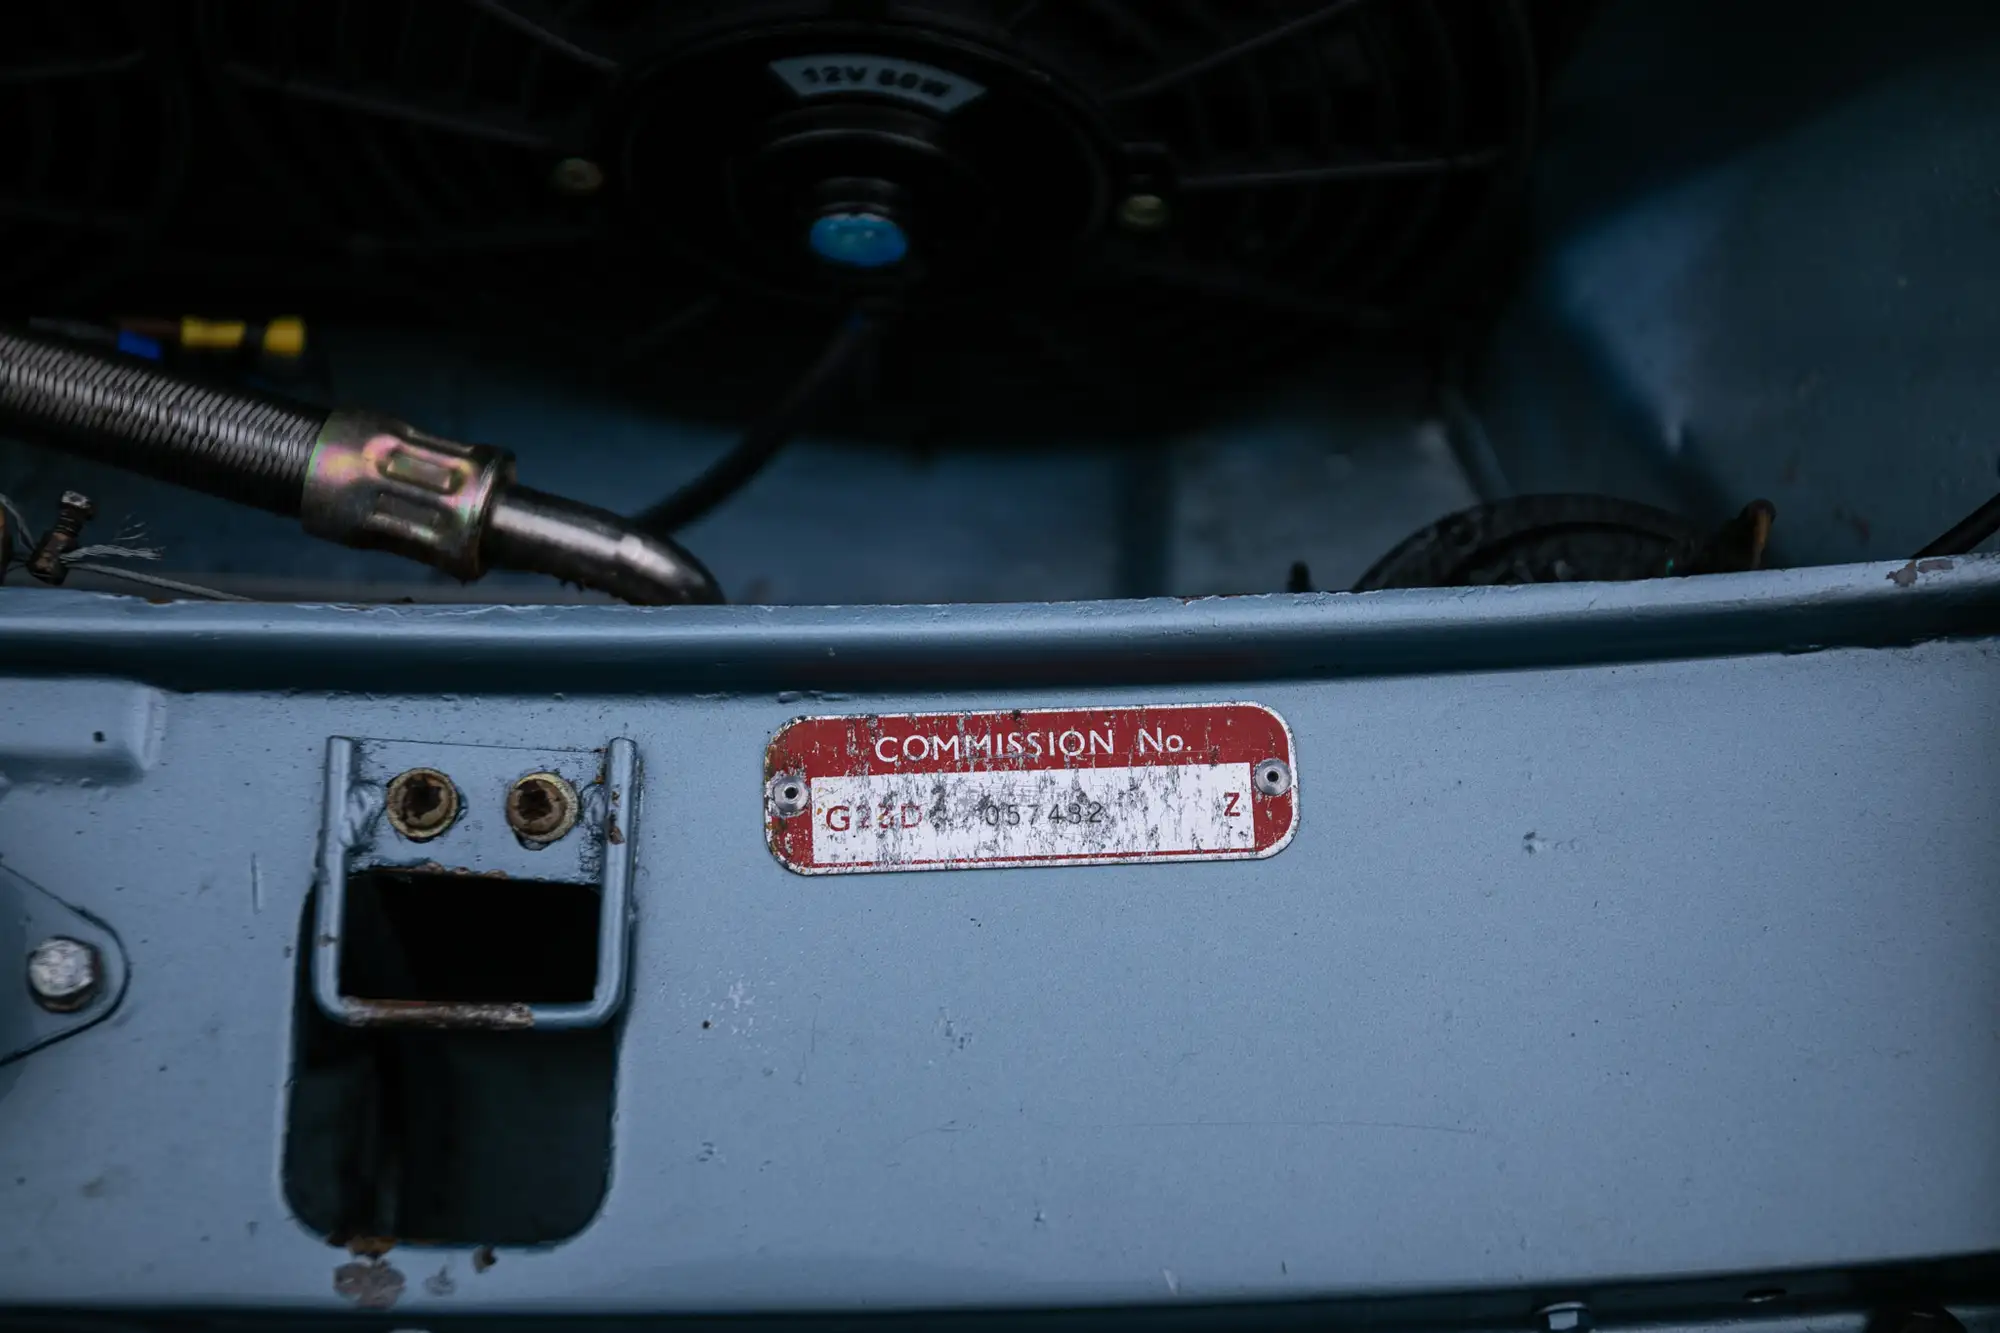 12V 80W
COMMISSION No.
G23D 057482 Z